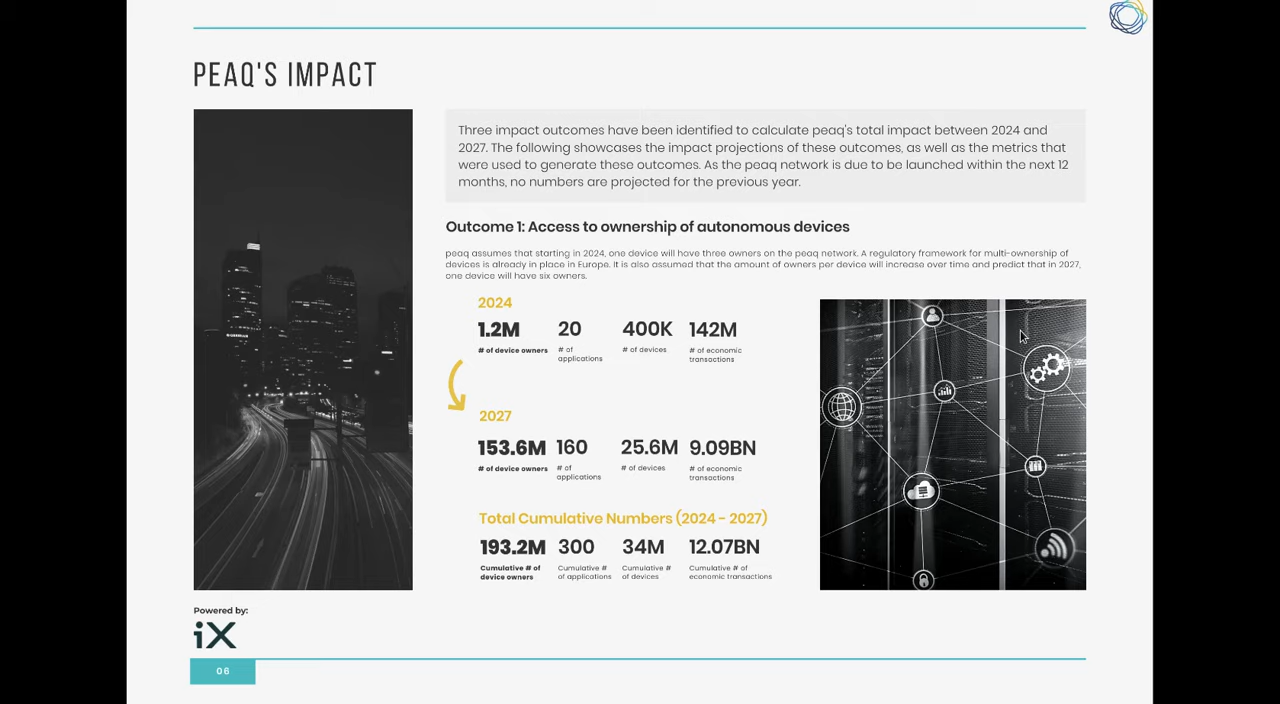 PEAQ'S IMPACT
Three impact outcomes have been identified to calculate peaq's total impact between 2024 and
2027. The following showcases the impact projections of these outcomes, as well as the metrics that
were used to generate these outcomes. As the peaq network is due to be launched within the next 12
months, no numbers are projected for the previous year.
Outcome 1: Access to ownership of autonomous devices
peaq assumes that starting in 2024, one device will have three owners on the peaq network. A regulatory framework for multi-ownership of
devices is already in place in Europe. It is also assumed that the amount of owners per device will increase over time and predict that in 2027,
one device will have six owners.
2024
1.2M 20 400K 142M
# of device owners # of # of devices # of economic
applications transactions
2027
153.6M 160 25.6M 9.09BN
# of device owners # of # of devices # of economic
applications transactions
Total Cumulative Numbers (2024 - 2027)
193.2M 300 34M 12.07BN
Cumulative # of Cumulative # Cumulative # Cumulative # of
device owners of applications of devices economic transactions
Powered by:
iX
06